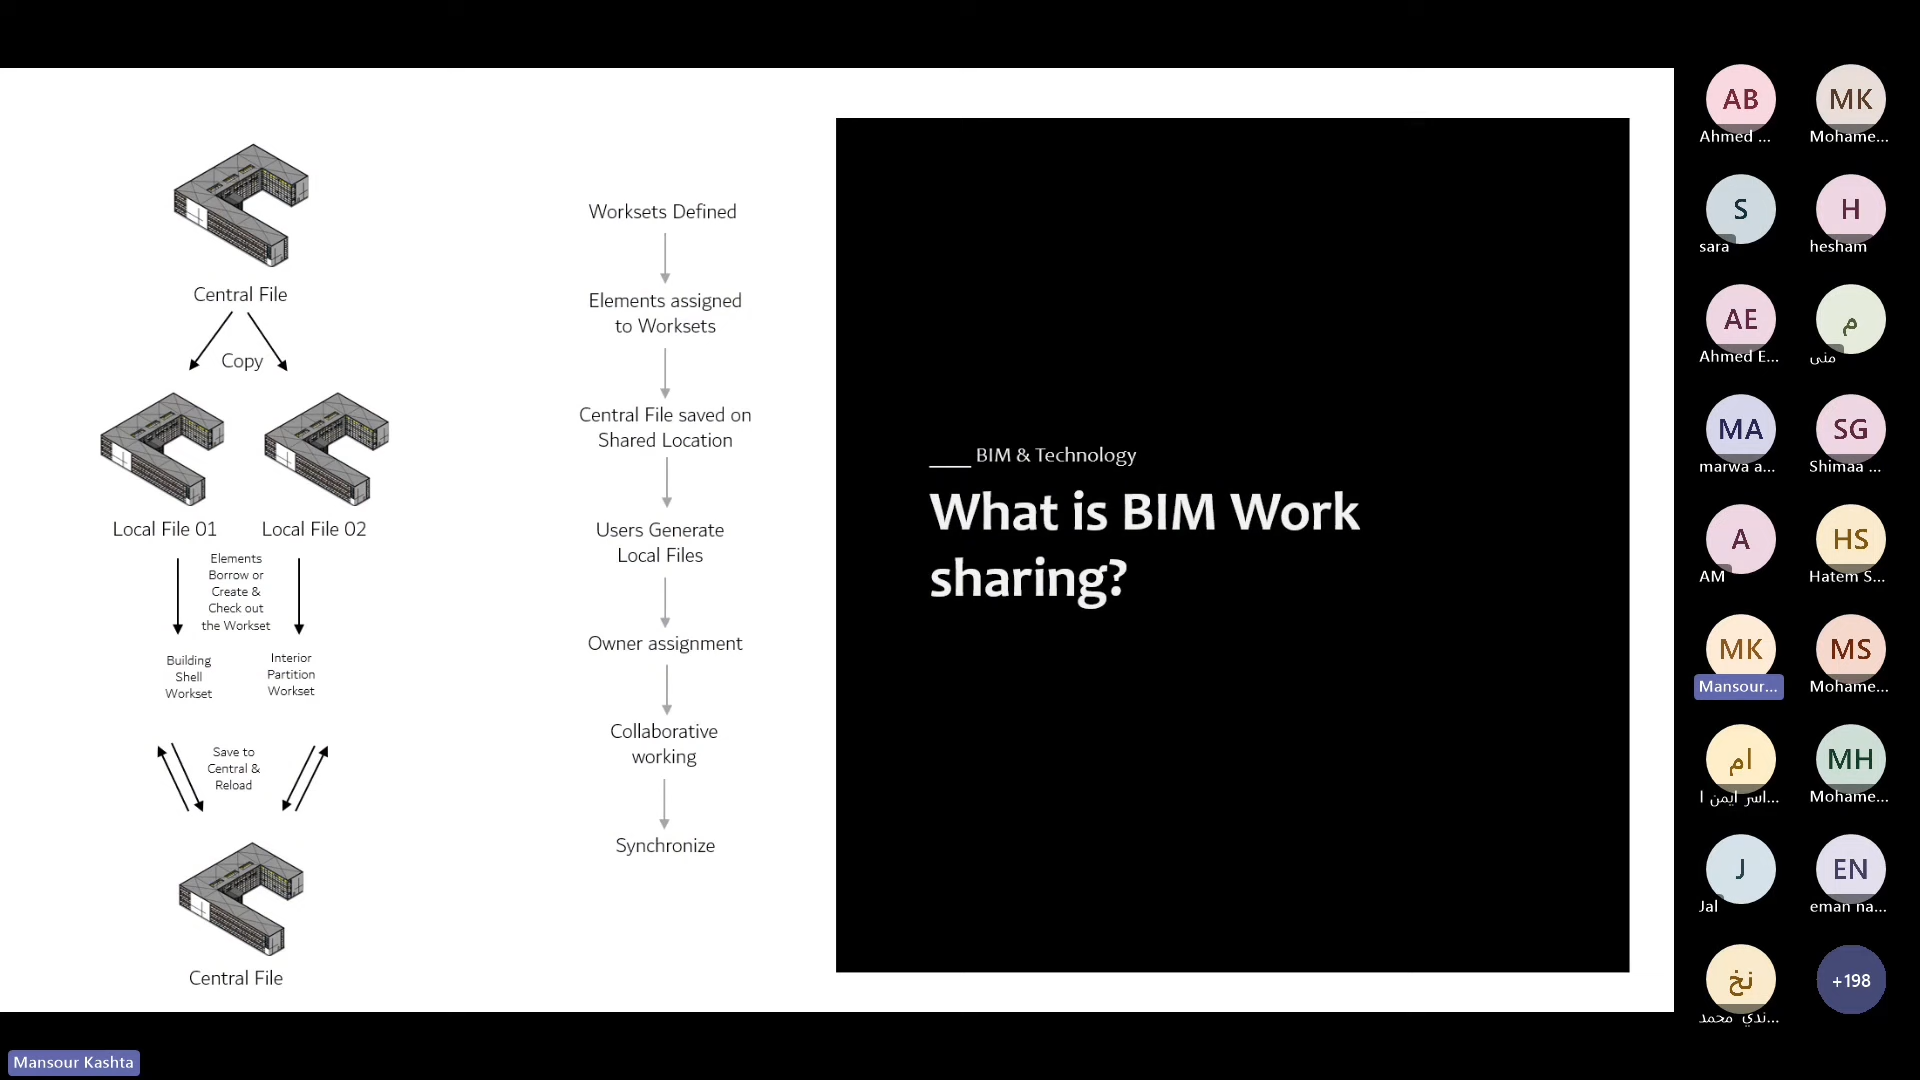 Central File
Copy
Local File 01
Local File 02
Elements
Borrow or
Create &
Check out
the Workset
Building
Shell
Workset
Interior
Partition
Workset
Save to
Central &
Reload
Central File
Worksets Defined
Elements assigned
to Worksets
Central File saved on
Shared Location
Users Generate
Local Files
Owner assignment
Collaborative
working
Synchronize
BIM & Technology
What is BIM Work
sharing?
AB
Ahmed ...
MK
Mohame...
S
sara
H
hesham
AE
Ahmed E...
م
منى
MA
marwa a...
SG
Shimaa ...
A
AM
HS
Hatem S...
MK
Mansour...
MS
Mohame...
ام
اسر ايمن ا...
MH
Mohame...
J
Jal
EN
eman na...
نخ
ندي محمد...
+198
Mansour Kashta